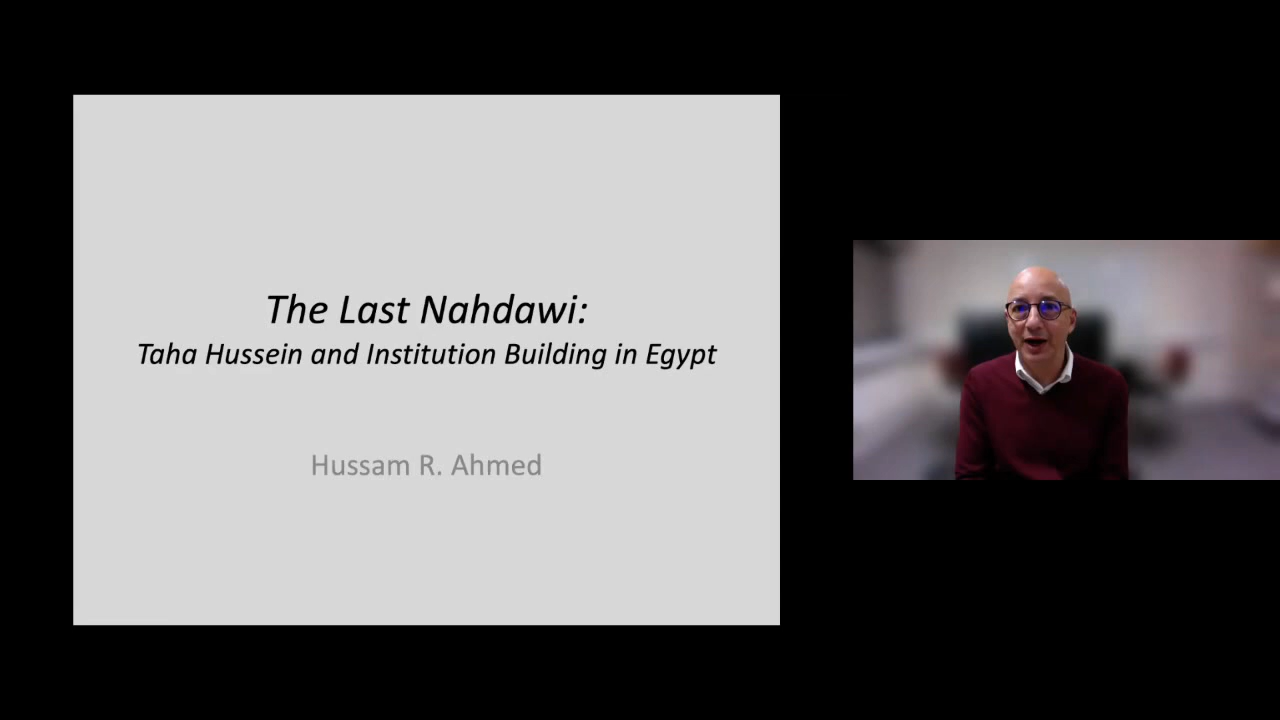 The Last Nahdawi:
Taha Hussein and Institution Building in Egypt
Hussam R. Ahmed